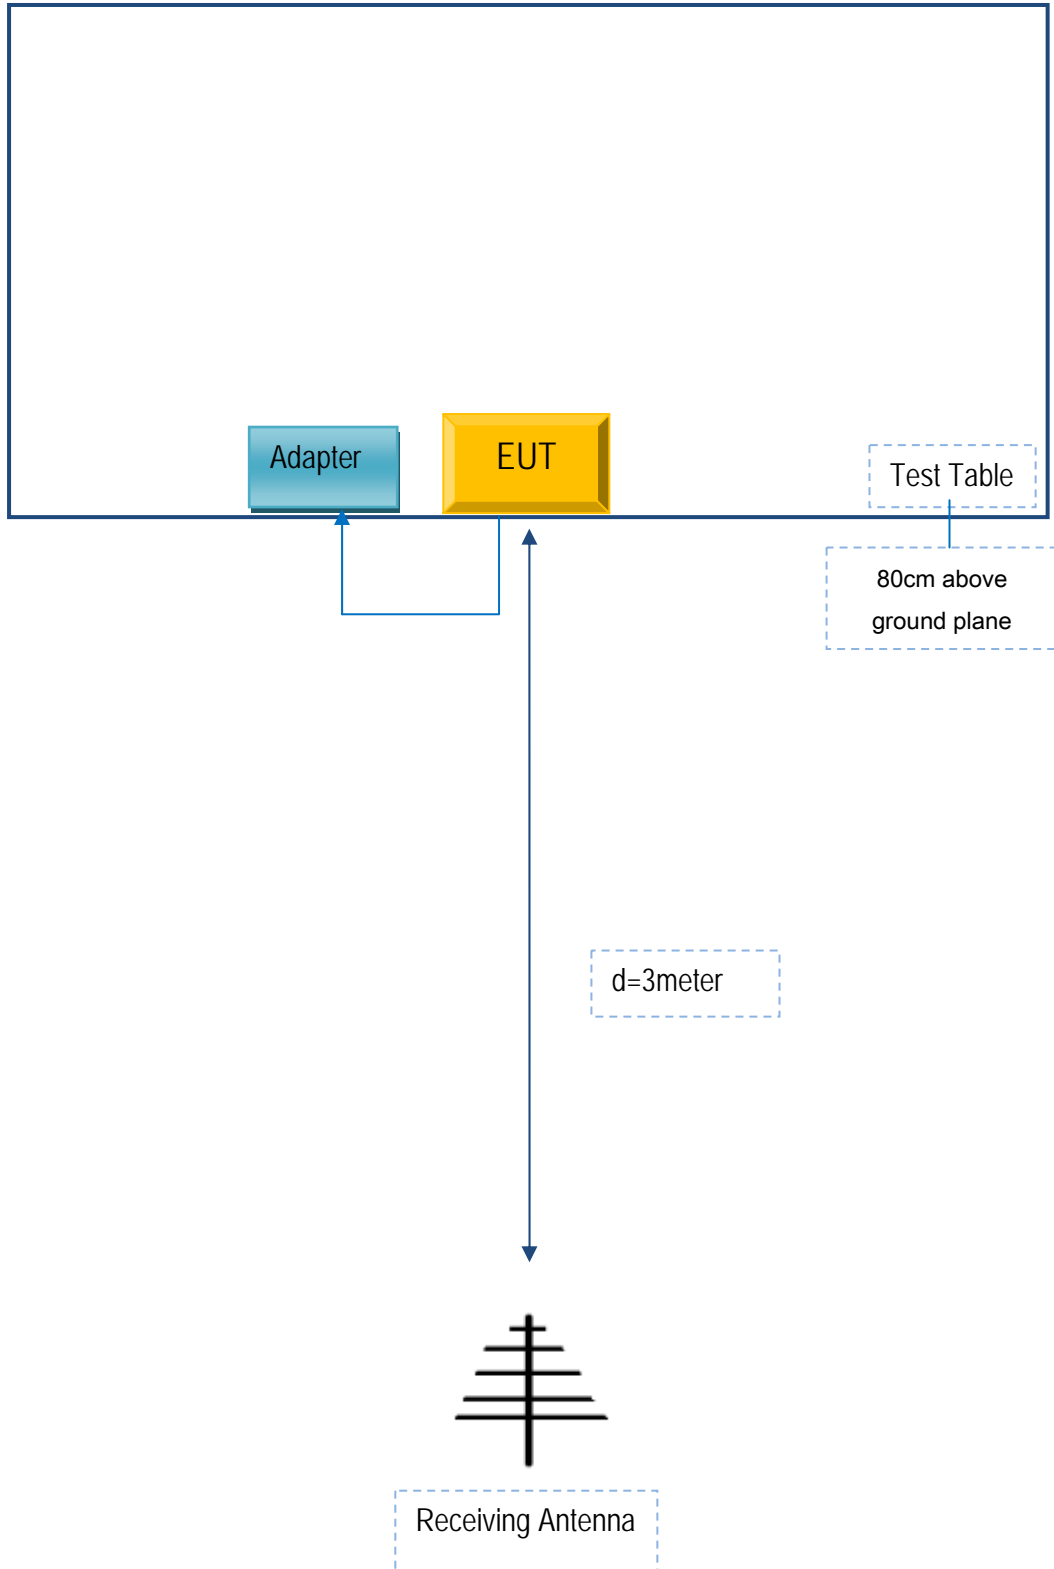 Adapter
EUT
Test Table
80cm above
ground plane
d=3meter
Receiving Antenna